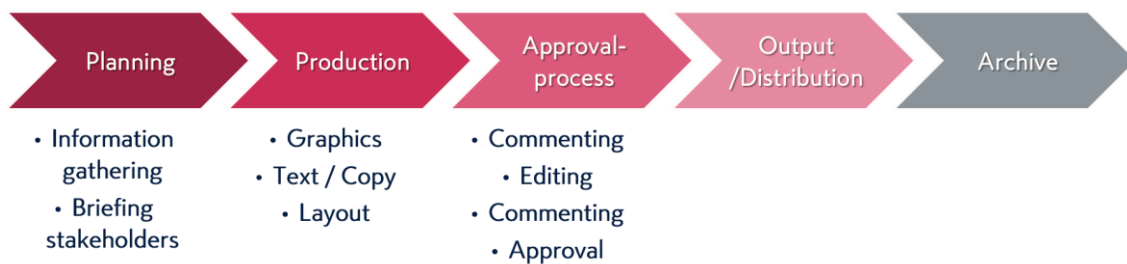 Planning
Production
Approval-
process
Output
/Distribution
Archive
• Information
gathering
• Briefing
stakeholders
• Graphics
• Text / Copy
• Layout
• Commenting
• Editing
• Commenting
• Approval